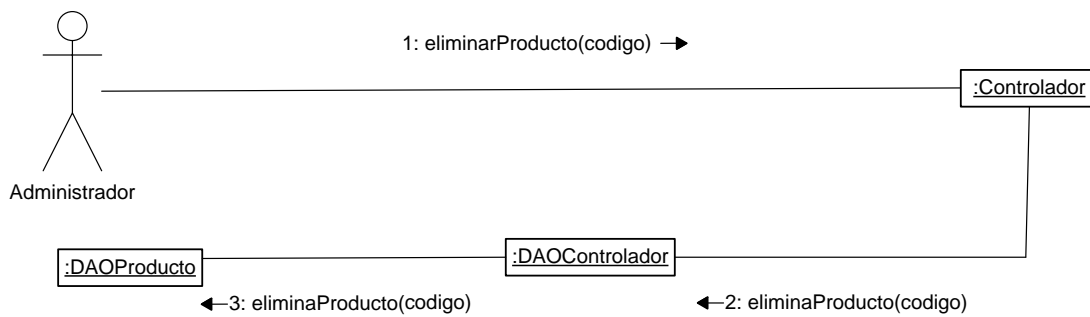 1: eliminarProducto(codigo)
:Controlador
Administrador
:DAOProducto
:DAOControlador
3: eliminaProducto(codigo)
2: eliminaProducto(codigo)